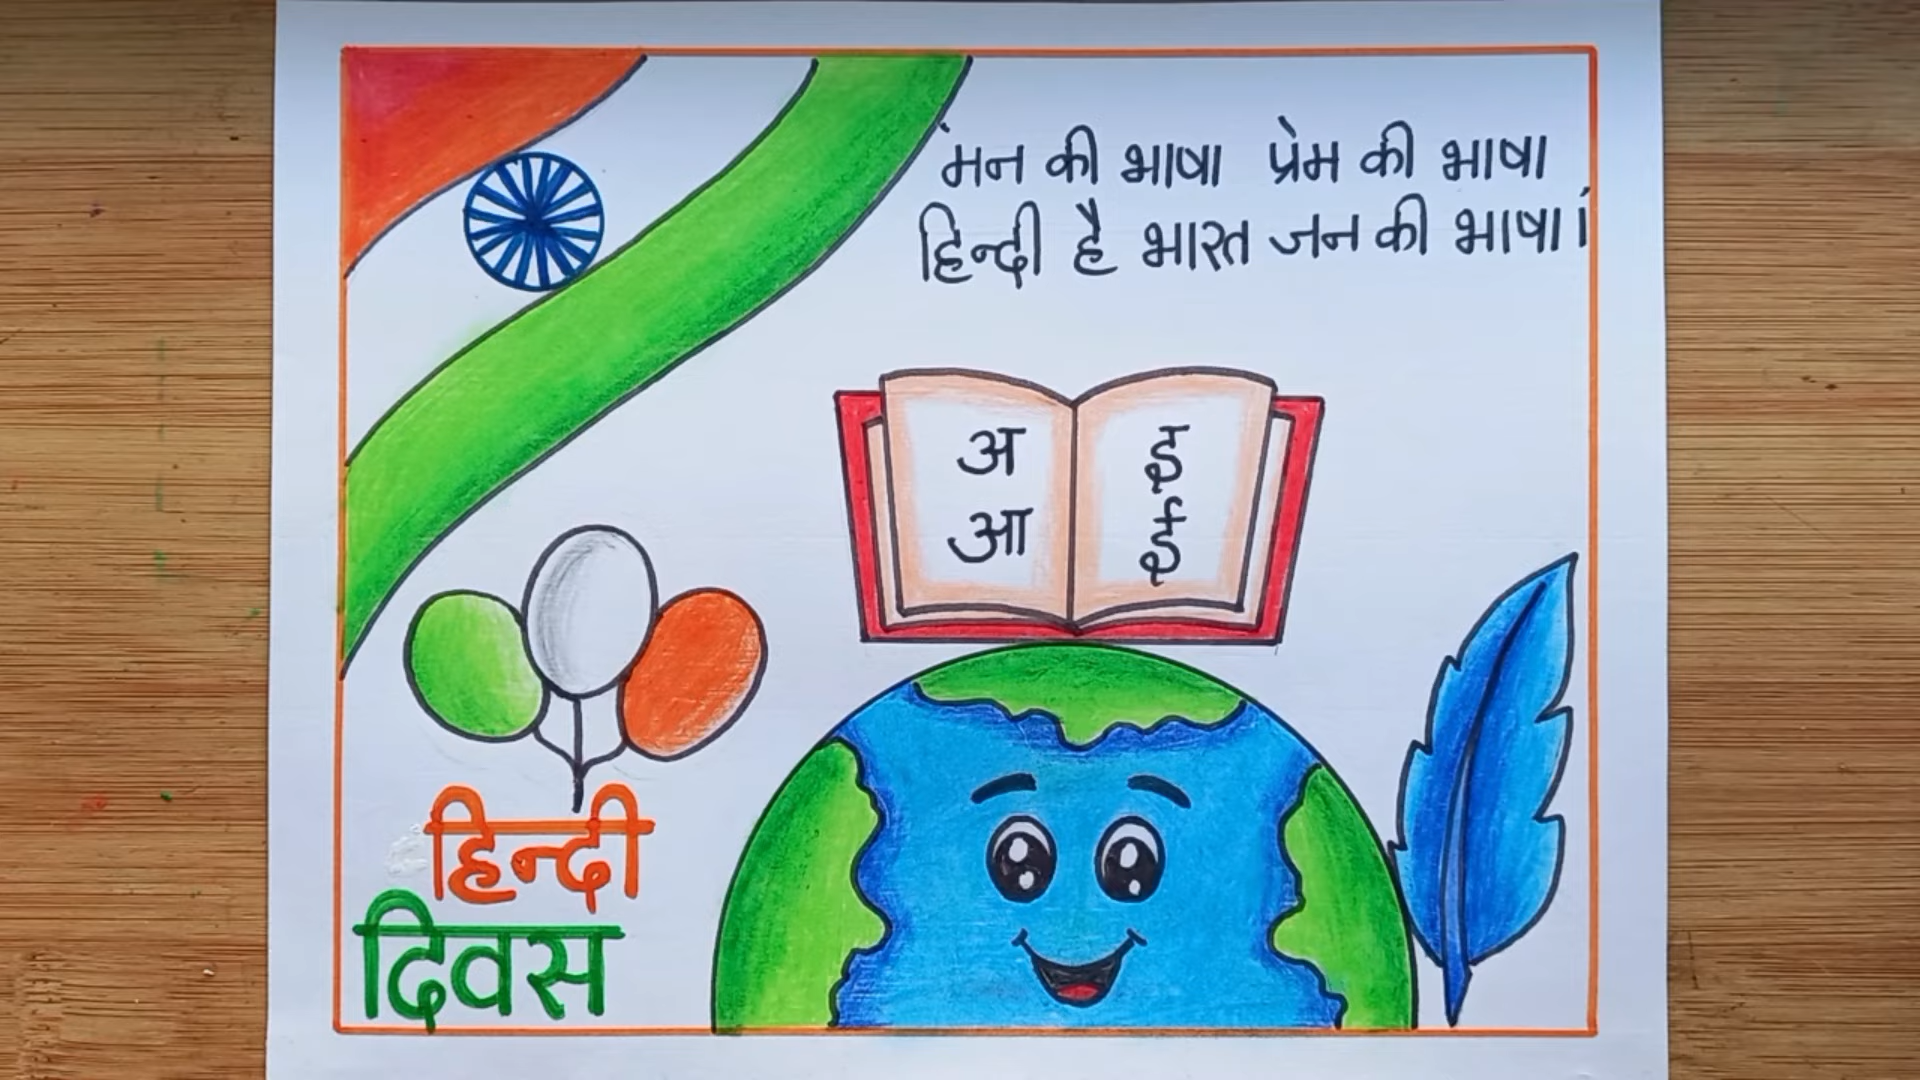 मन की भाषा प्रेम की भाषा
हिन्दी है भारत जन की भाषा।
अ
आ
इ
ई
हिन्दी
दिवस